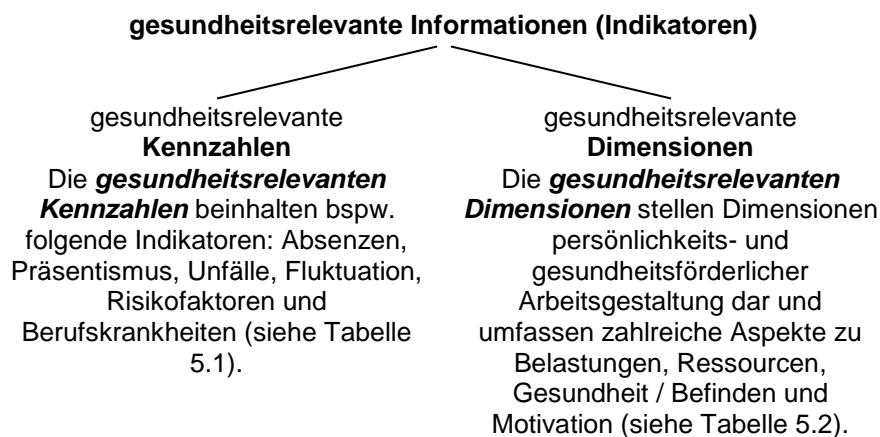 gesundheitsrelevante Informationen (Indikatoren)
gesundheitsrelevante
Kennzahlen
Die gesundheitsrelevanten
Kennzahlen beinhalten bspw.
folgende Indikatoren: Absenzen,
Präsentismus, Unfälle, Fluktuation,
Risikofaktoren und
Berufskrankheiten (siehe Tabelle
5.1).
gesundheitsrelevante
Dimensionen
Die gesundheitsrelevanten
Dimensionen stellen Dimensionen
persönlichkeits- und
gesundheitsförderlicher
Arbeitsgestaltung dar und
umfassen zahlreiche Aspekte zu
Belastungen, Ressourcen,
Gesundheit / Befinden und
Motivation (siehe Tabelle 5.2).